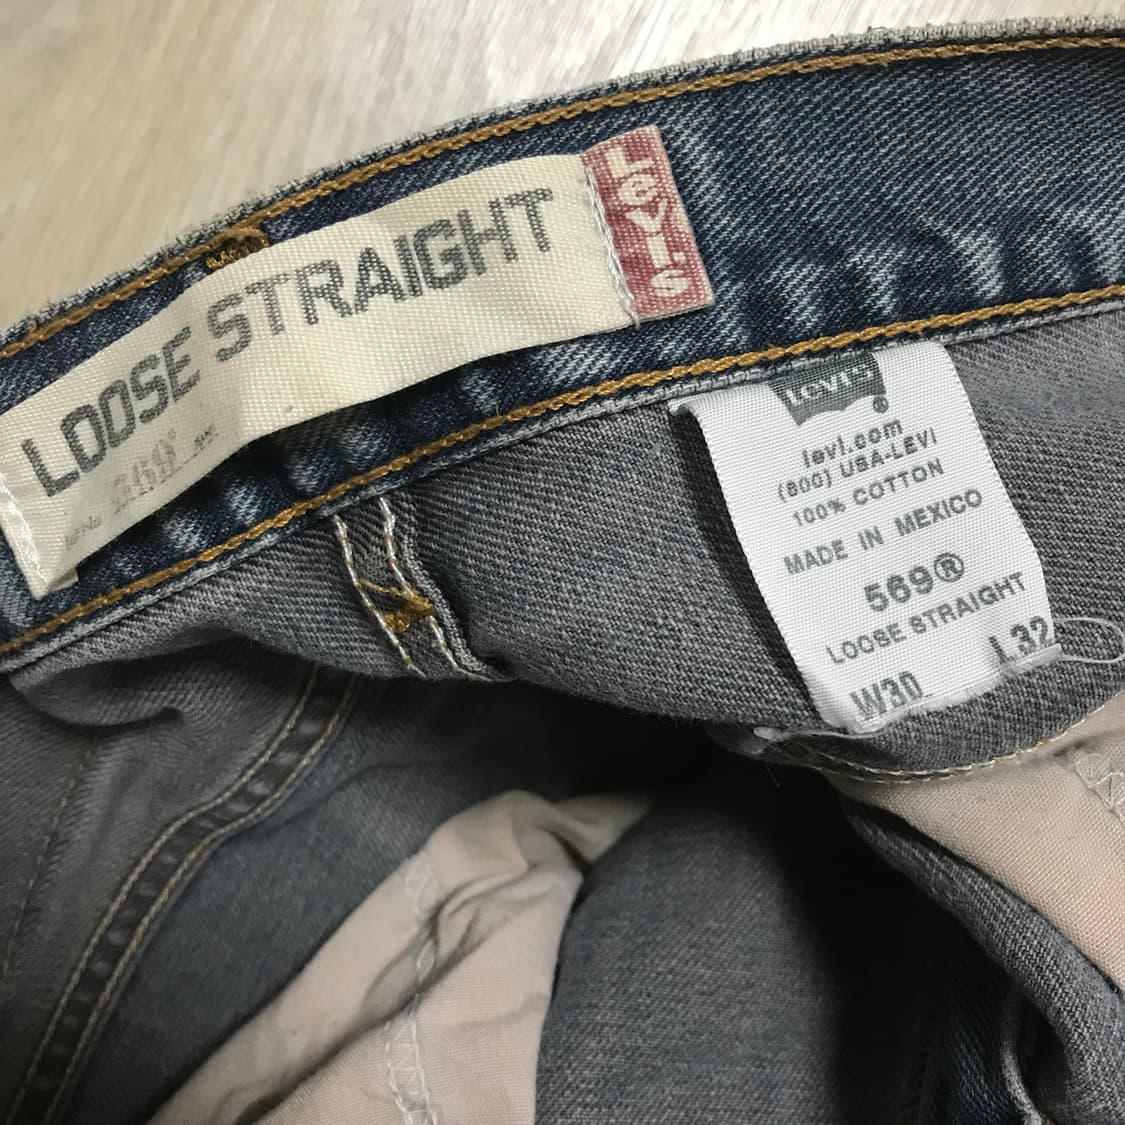 LOOSE STRAIGHT
569
Levi's
Levi's®
levi.com
(800) USA-LEVI
100% COTTON
MADE IN MEXICO
569®
LOOSE STRAIGHT
W30 L32